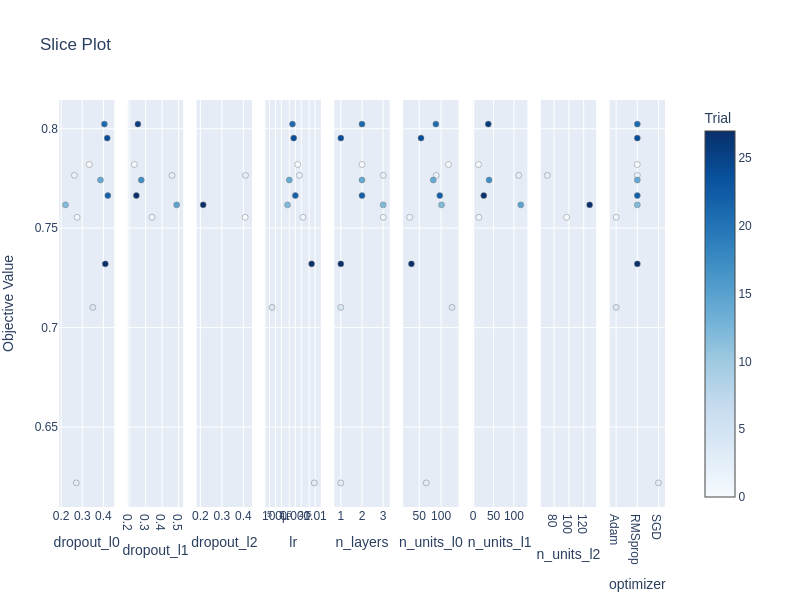 Slice Plot
Trial
Objective Value
0.8
0.75
0.7
0.65
25
20
15
10
5
0
0.2 0.3 0.4
0.2 0.3 0.4 0.5
0.2 0.3 0.4
0.01
1 2 3
50 100
0 50 100
80 100 120
Adam RMSprop SGD
dropout_l0
dropout_l1
dropout_l2
lr
n_layers
n_units_l0
n_units_l1
n_units_l2
optimizer